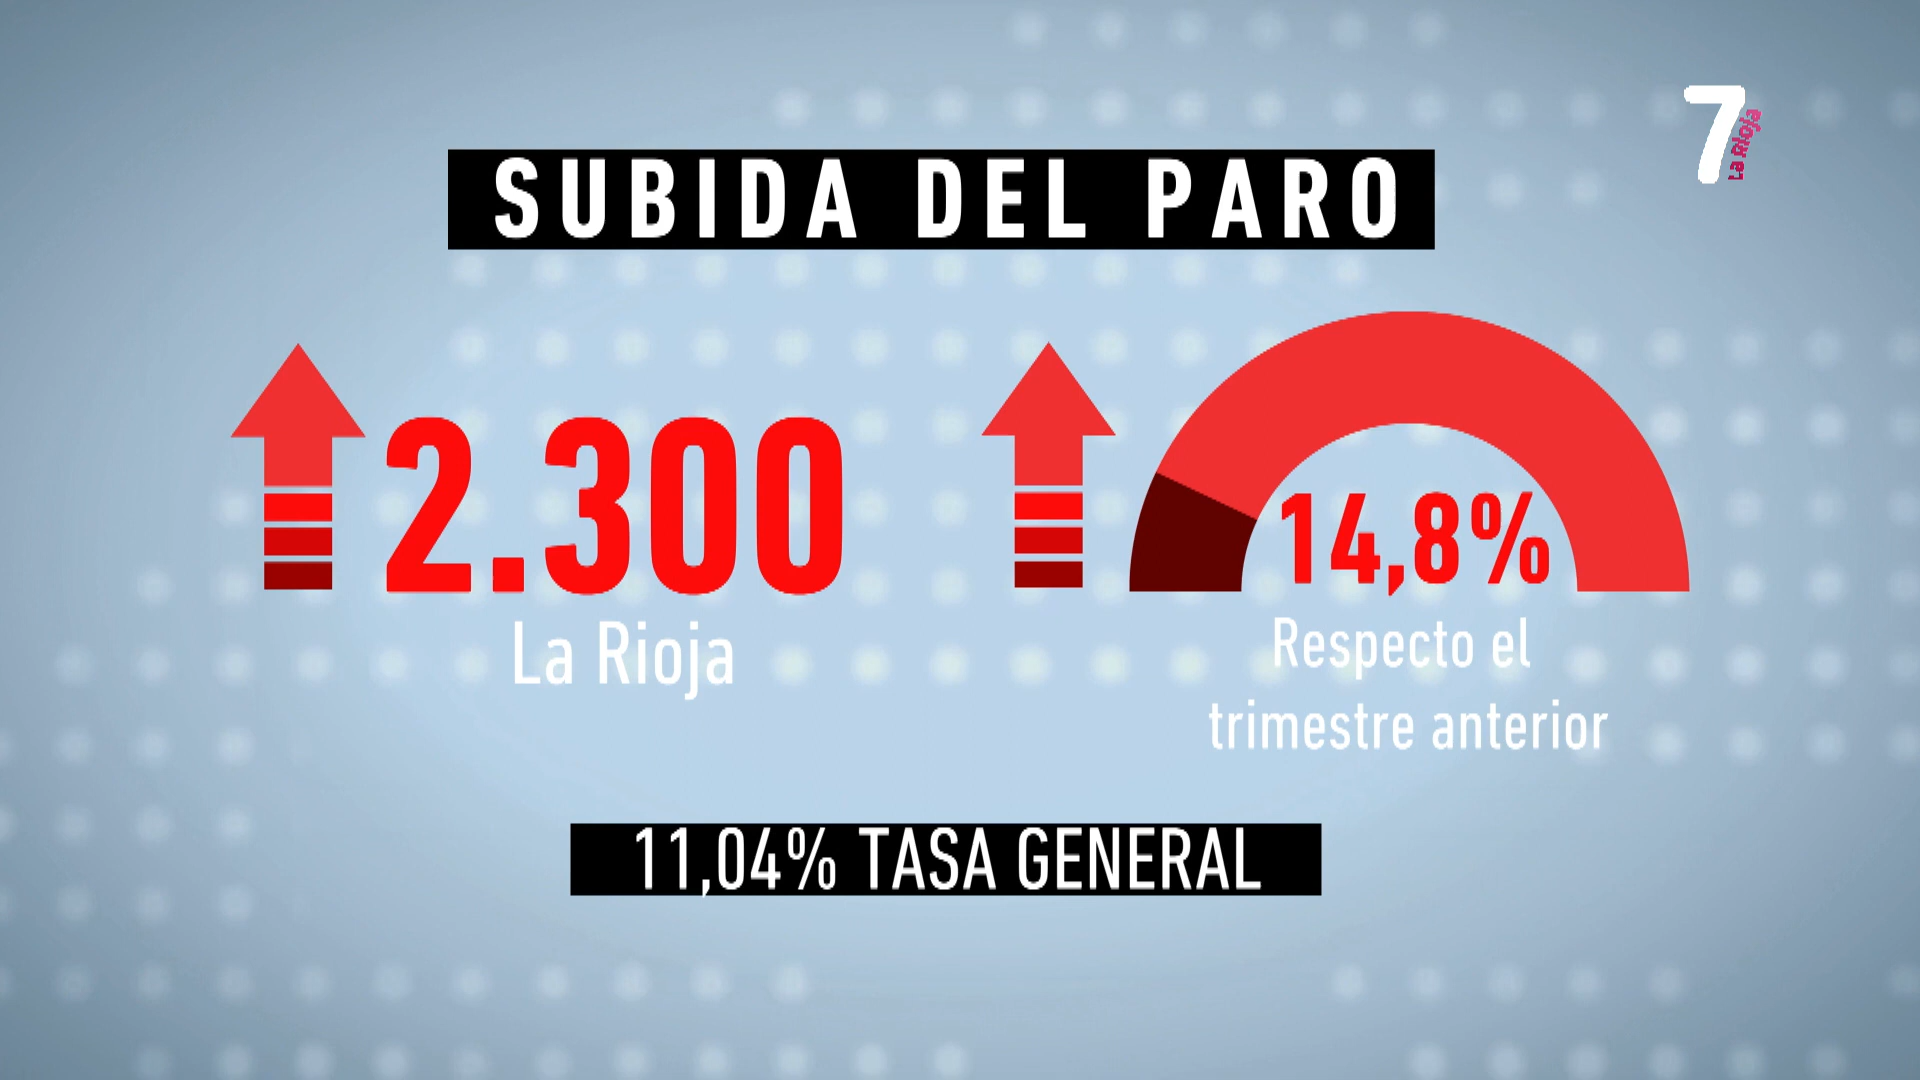 7
La Rioja
SUBIDA DEL PARO
2.300
La Rioja
14,8%
Respecto el
trimestre anterior
11,04% TASA GENERAL